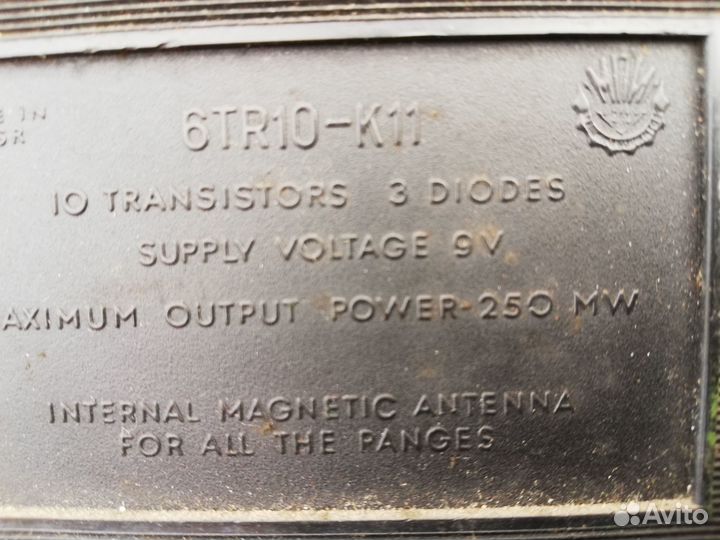 IN
6TR10-K11
SR
10 TRANSISTORS 3 DIODES
SUPPLY VOLTAGE 9V
AXIMUM OUTPUT POWER-250 MW
INTERNAL MAGNETIC ANTENNA
FOR ALL THE PANGES
Avito